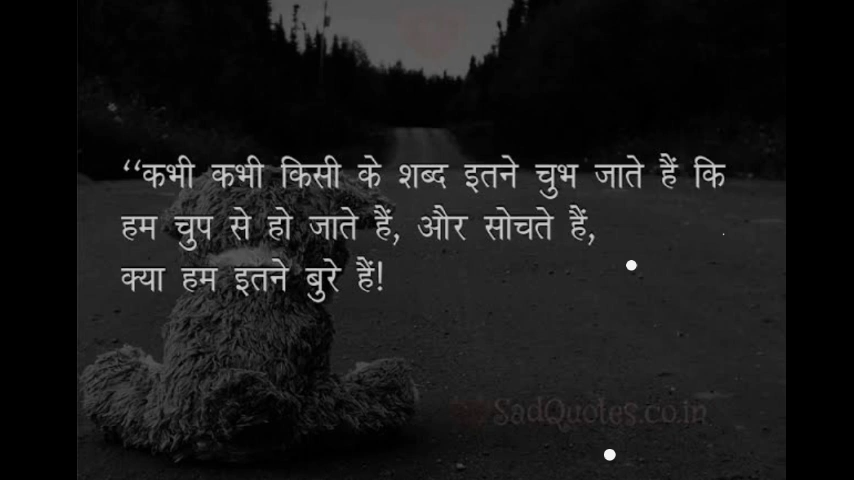 “कभी कभी किसी के शब्द इतने चुभ जाते हैं कि
हम चुप से हो जाते हैं, और सोचते हैं,
क्या हम इतने बुरे हैं!
SadQuotes.co.in